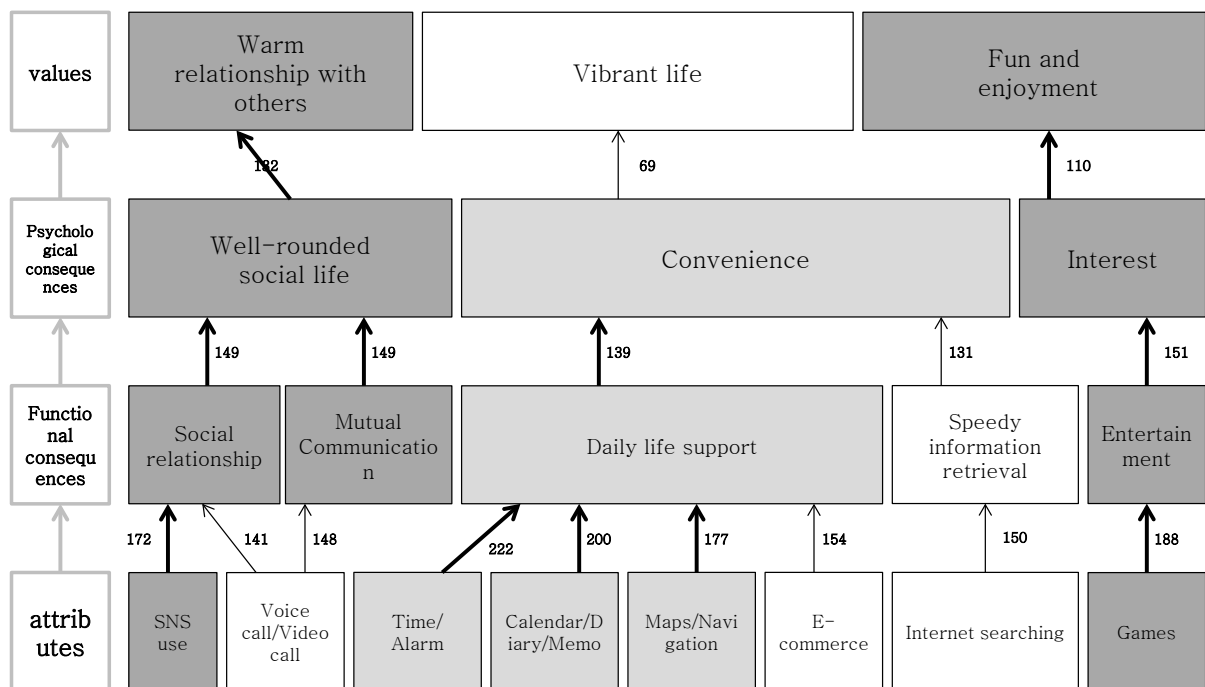 values
Warm
relationship with
others
Vibrant life
Fun and
enjoyment
132
69
110
Psycholo
gical
conseque
nces
Well-rounded
social life
Convenience
Interest
149
149
139
131
151
Functio
nal
consequ
ences
Social
relationship
Mutual
Communicatio
n
Daily life support
Speedy
information
retrieval
Entertain
ment
172
141
148
222
200
177
154
150
188
attrib
utes
SNS
use
Voice
call/Video
call
Time/
Alarm
Calendar/D
iary/Memo
Maps/Navi
gation
E-
commerce
Internet searching
Games